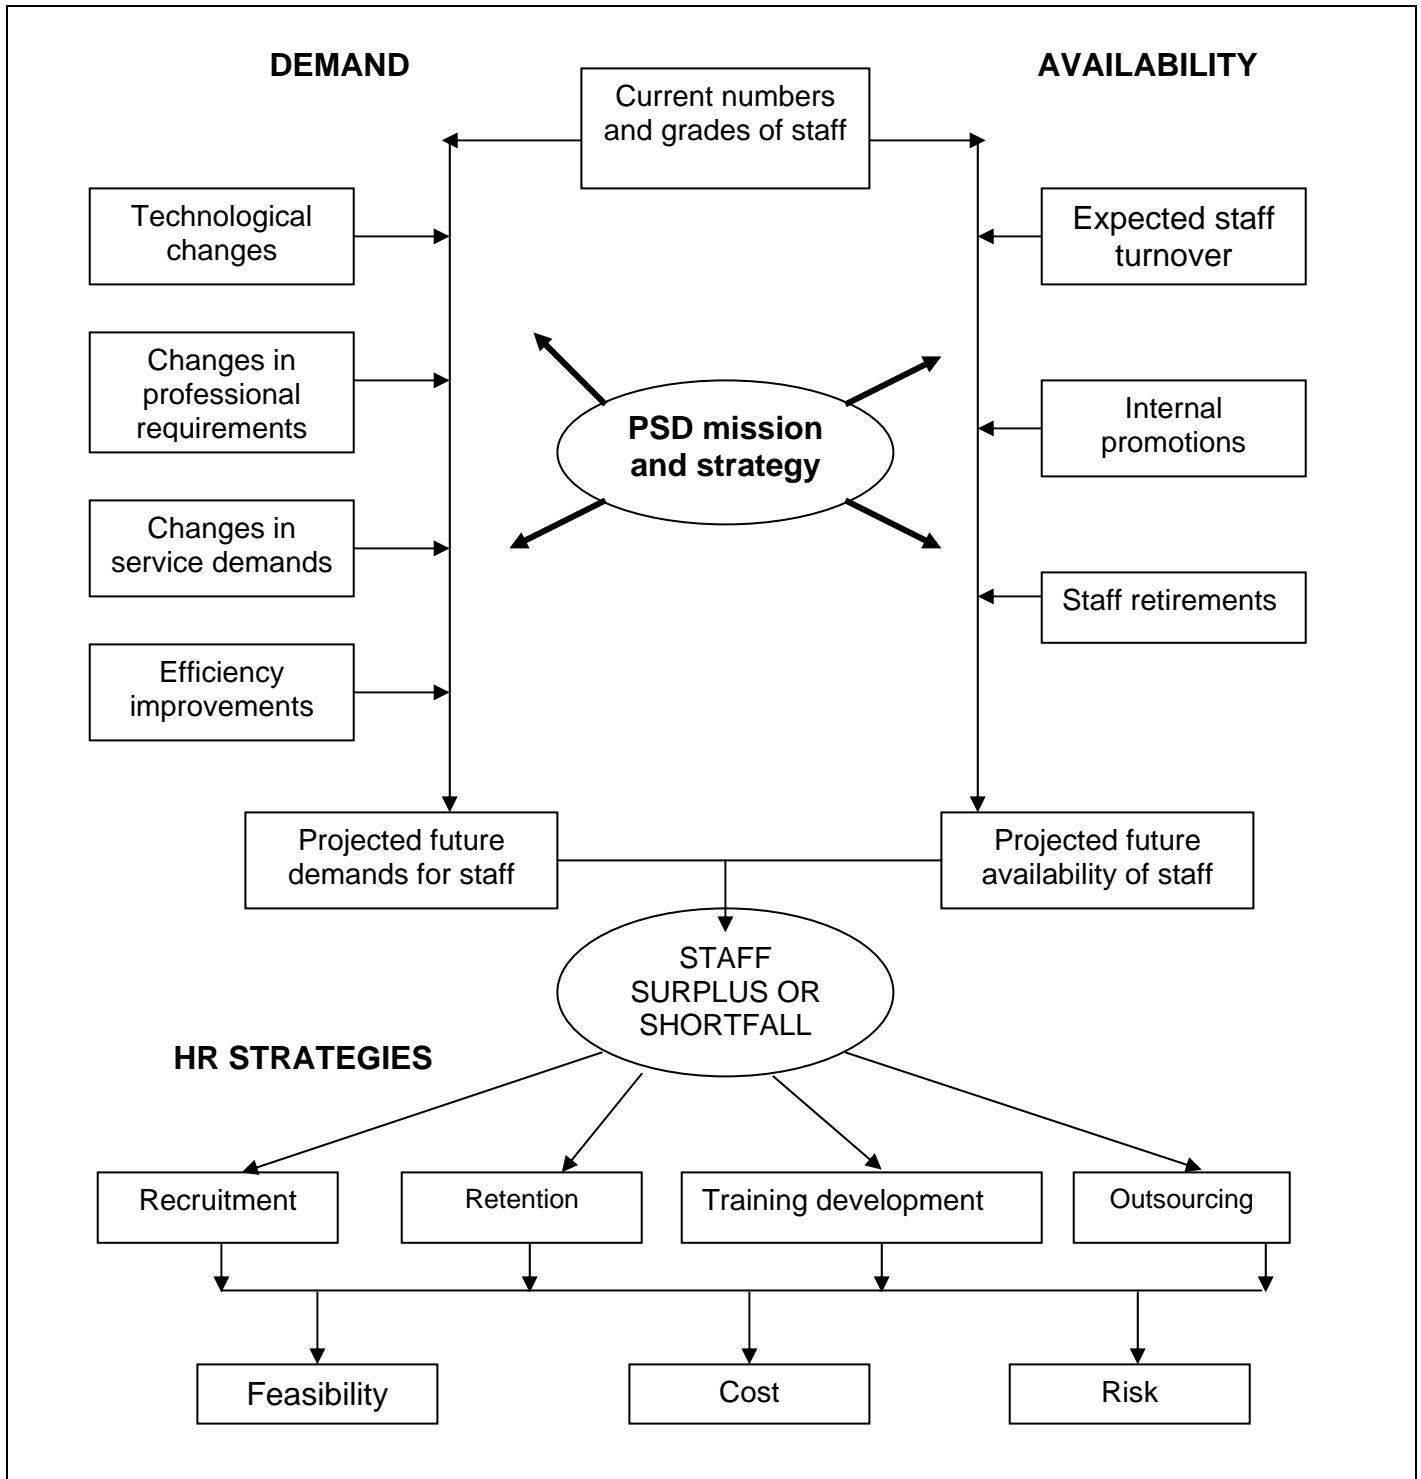 DEMAND
AVAILABILITY
Current numbers
and grades of staff
Technological
changes
Expected staff
turnover
Changes in
professional
requirements
PSD mission
and strategy
Internal
promotions
Changes in
service demands
Staff retirements
Efficiency
improvements
Projected future
demands for staff
Projected future
availability of staff
STAFF
SURPLUS OR
SHORTFALL
HR STRATEGIES
Recruitment
Retention
Training development
Outsourcing
Feasibility
Cost
Risk